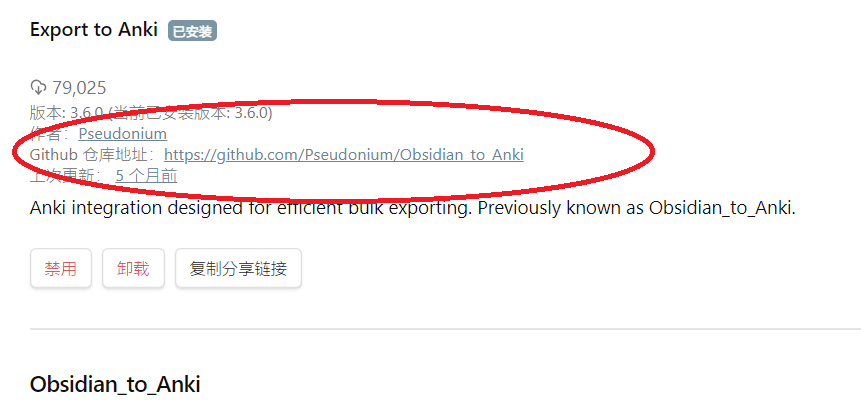 Export to Anki 已安装
79,025
版本: 3.6.0 (当前已安装版本: 3.6.0)
作者：Pseudonium
Github 仓库地址：https://github.com/Pseudonium/Obsidian_to_Anki
上次更新： 5 个月前
Anki integration designed for efficient bulk exporting. Previously known as Obsidian_to_Anki.
禁用 卸载 复制分享链接
Obsidian_to_Anki